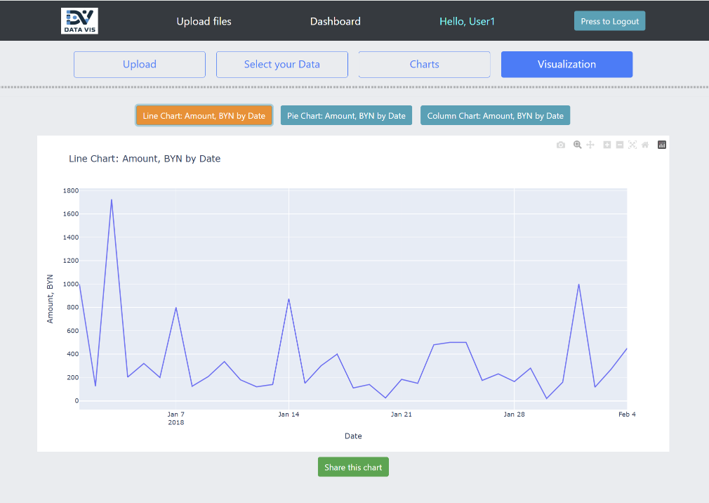 DATA VIS
Upload files
Dashboard
Hello, User1
Press to Logout
Upload
Select your Data
Charts
Visualization
Line Chart: Amount, BYN by Date
Pie Chart: Amount, BYN by Date
Column Chart: Amount, BYN by Date
Line Chart: Amount, BYN by Date
1800
1600
1400
1200
1000
800
600
400
200
0
Amount, BYN
Jan 7
2018
Jan 14
Jan 21
Jan 28
Feb 4
Date
Share this chart